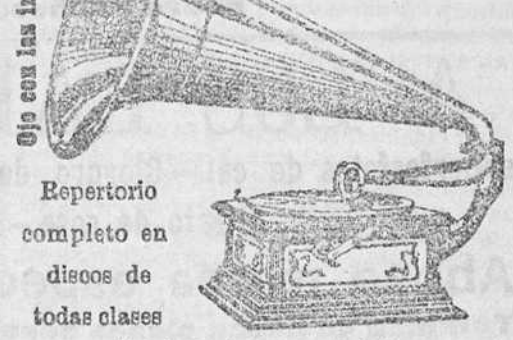 Ojo con las
Repertorio
completo en
discos de
todas clases